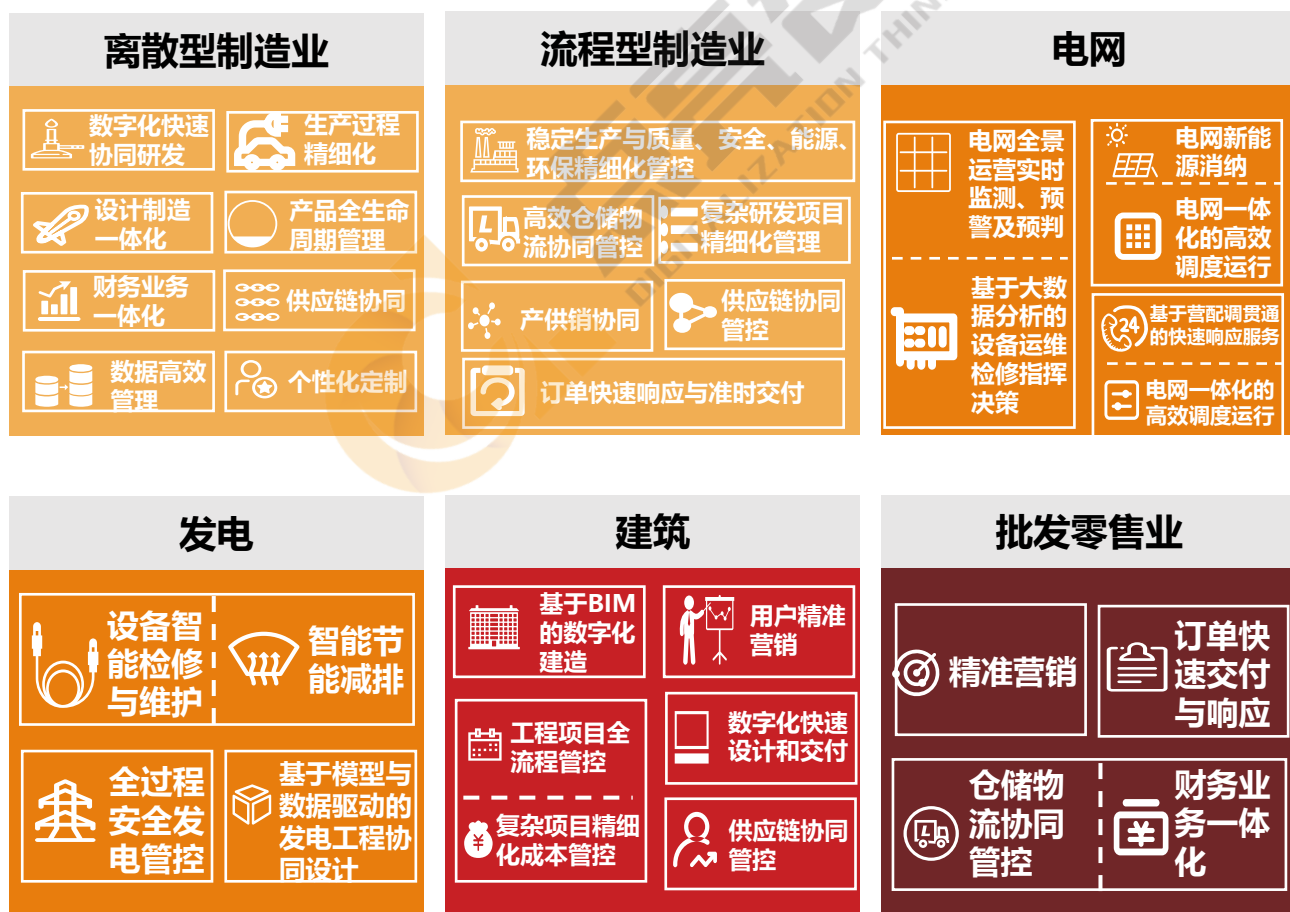 离散型制造业
数字化快速
协同研发
生产过程
精细化
设计制造
一体化
产品全生命
周期管理
财务业务
一体化
供应链协同
数据高效
管理
个性化定制
流程型制造业
稳定生产与质量、安全、能源、
环保精细化管控
高效仓储物
流协同管控
复杂研发项目
精细化管理
产供销协同
供应链协同
管控
订单快速响应与准时交付
电网
电网全景
运营实时
监测、预
警及预判
基于大数
据分析的
设备运维
检修指挥
决策
电网新能
源消纳
电网一体
化的高效
调度运行
24
基于营配调贯通
的快速响应服务
电网一体化的
高效调度运行
发电
设备智
能检修
与维护
智能节
能减排
全过程
安全发
电管控
基于模型与
数据驱动的
发电工程协
同设计
建筑
基于BIM
的数字化
建造
用户精准
营销
工程项目全
流程管控
复杂项目精细
化成本管控
数字化快速
设计和交付
供应链协同
管控
批发零售业
精准营销
订单快
速交付
与响应
仓储物
流协同
管控
财务业
务一体
化